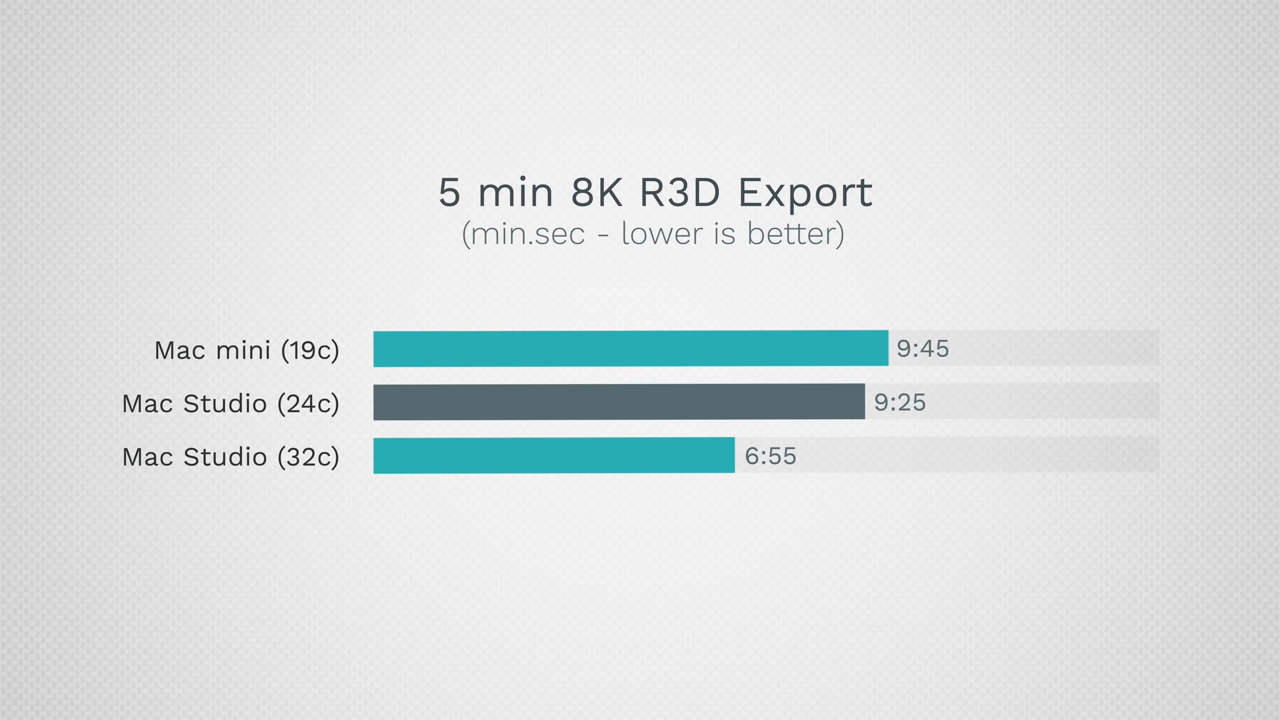 5 min 8K R3D Export
(min.sec - lower is better)
Mac mini (19c) 9:45
Mac Studio (24c) 9:25
Mac Studio (32c) 6:55